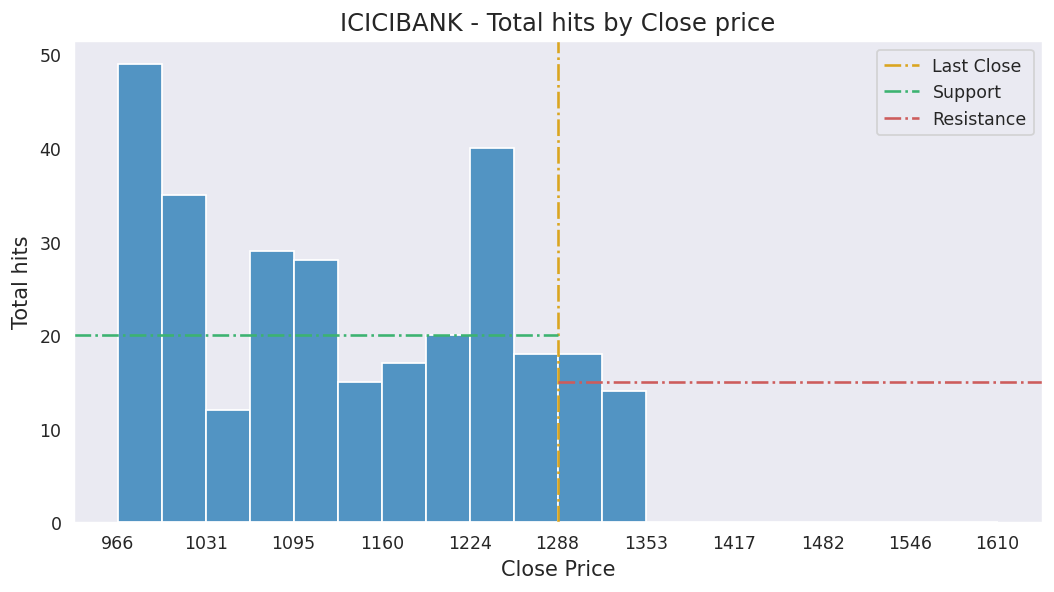 ICICIBANK - Total hits by Close price
50
40
30
20
10
0
Total hits
Last Close
Support
Resistance
966 1031 1095 1160 1224 1288 1353 1417 1482 1546 1610
Close Price